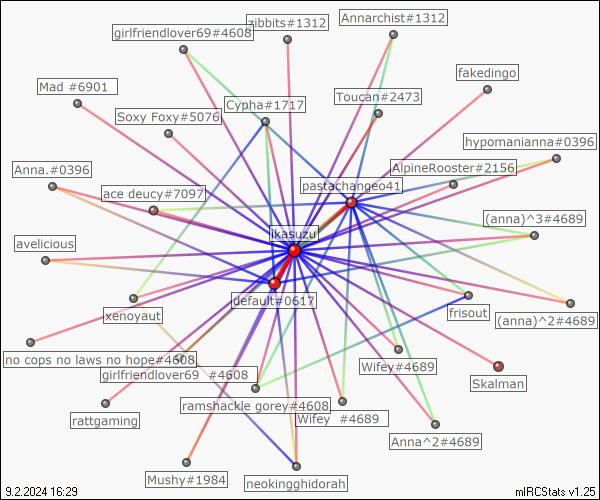 zibbits#1312
Annarchist#1312
girlfriendlover69#4608
fakedingo
Mad #6901
Toucan#2473
Cypha#1717
Soxy Foxy#5076
hypomanianna#0396
AlpineRooster#2156
Anna.#0396
pastachangeo41
ace deucy#7097
(anna)^3#4689
ikasuzu
avelicious
default#0617
xenoyaut
frisout
(anna)^2#4689
no cops no laws no hope#4608
Wifey#4689
girlfriendlover69 #4608
Skalman
ramshackle gorey#4608
rattgaming
Wifey #4689
Anna^2#4689
Mushy#1984
neokingghidorah
9.2.2024 16:29
mIRCStats v1.25